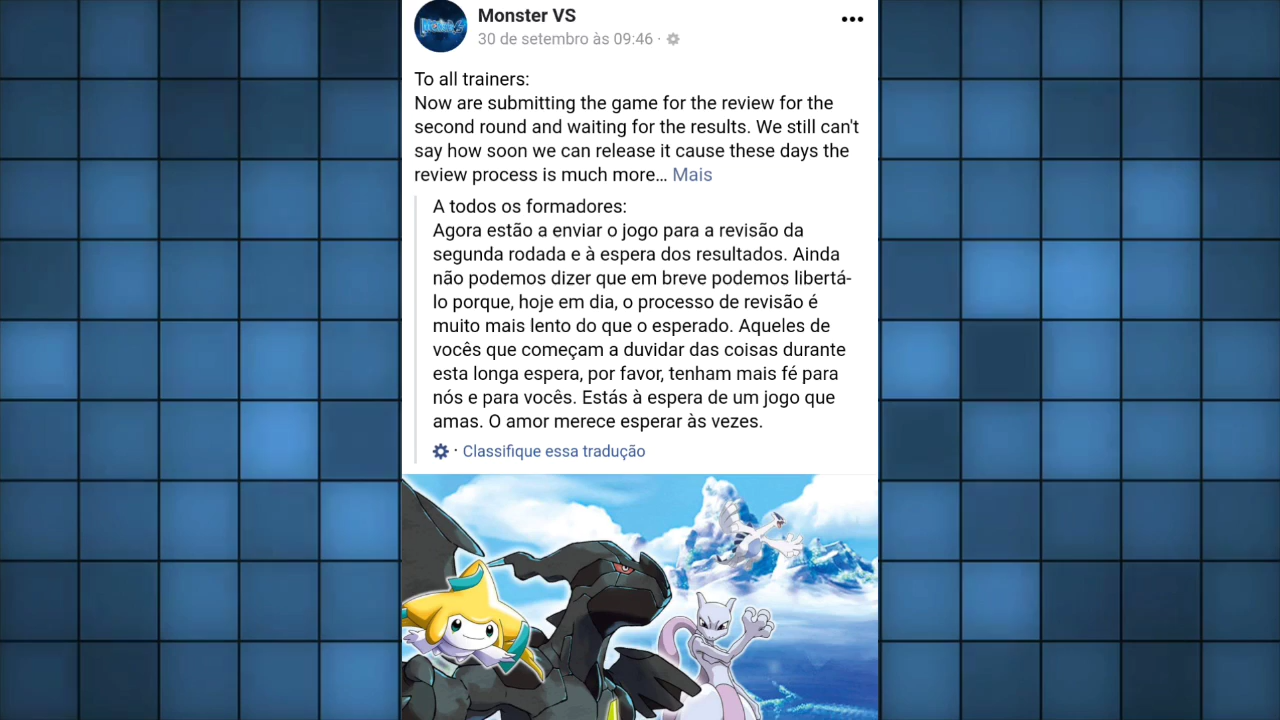 Monster VS
30 de setembro às 09:46 ·
To all trainers:
Now are submitting the game for the review for the
second round and waiting for the results. We still can't
say how soon we can release it cause these days the
review process is much more... Mais
A todos os formadores:
Agora estão a enviar o jogo para a revisão da
segunda rodada e à espera dos resultados. Ainda
não podemos dizer que em breve podemos libertá-
lo porque, hoje em dia, o processo de revisão é
muito mais lento do que o esperado. Aqueles de
vocês que começam a duvidar das coisas durante
esta longa espera, por favor, tenham mais fé para
nós e para vocês. Estás à espera de um jogo que
amas. O amor merece esperar às vezes.
· Classifique essa tradução